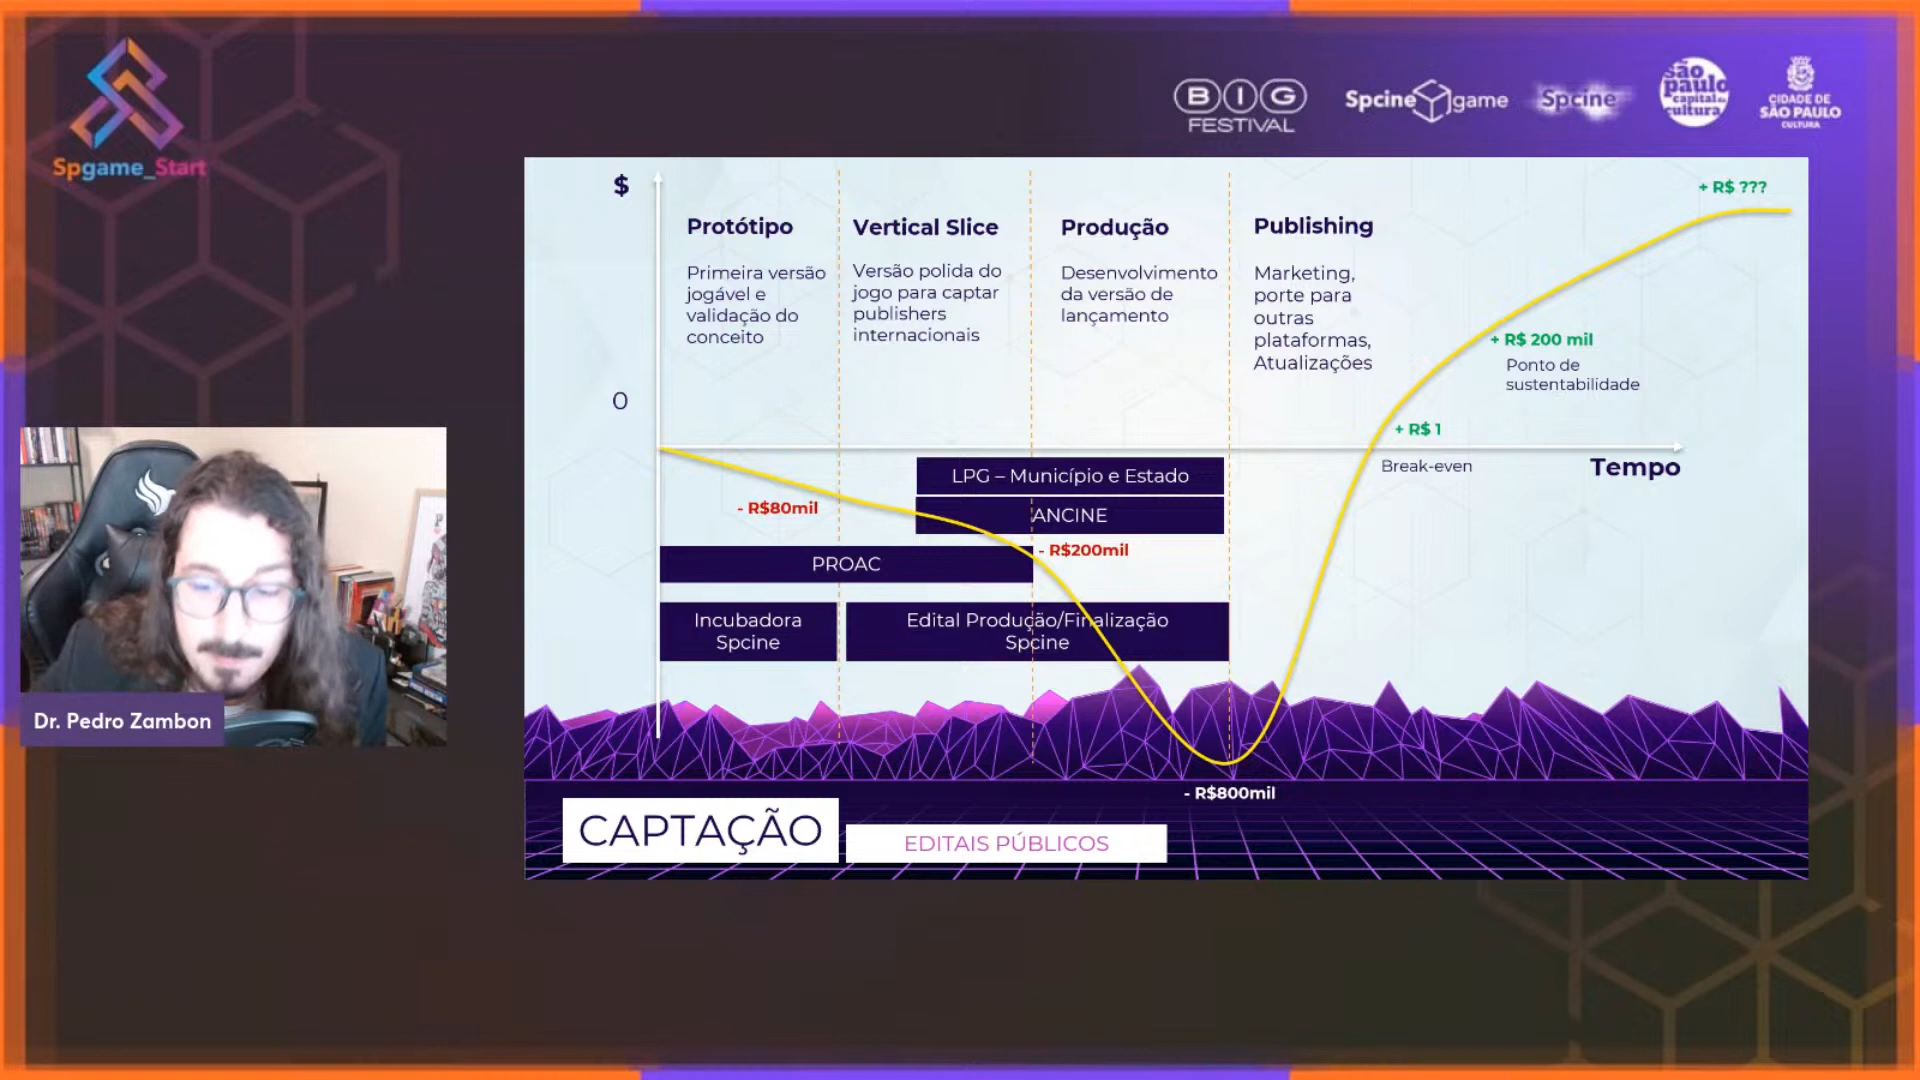 Spgame_Start
BIG
FESTIVAL
Spcine game
Spcine
são
paulo
capital da
cultura
CIDADE DE
SÃO PAULO
CULTURA
$
Protótipo
Primeira versão
jogável e
validação do
conceito
Vertical Slice
Versão polida do
jogo para captar
publishers
internacionais
Produção
Desenvolvimento
da versão de
lançamento
Publishing
Marketing,
porte para
outras
plataformas,
Atualizações
+ R$ ???
+ R$ 200 mil
Ponto de
sustentabilidade
0
+ R$ 1
Break-even
Tempo
LPG – Município e Estado
ANCINE
- R$80mil
- R$200mil
PROAC
Incubadora
Spcine
Edital Produção/Finalização
Spcine
- R$800mil
CAPTAÇÃO
EDITAIS PÚBLICOS
Dr. Pedro Zambon